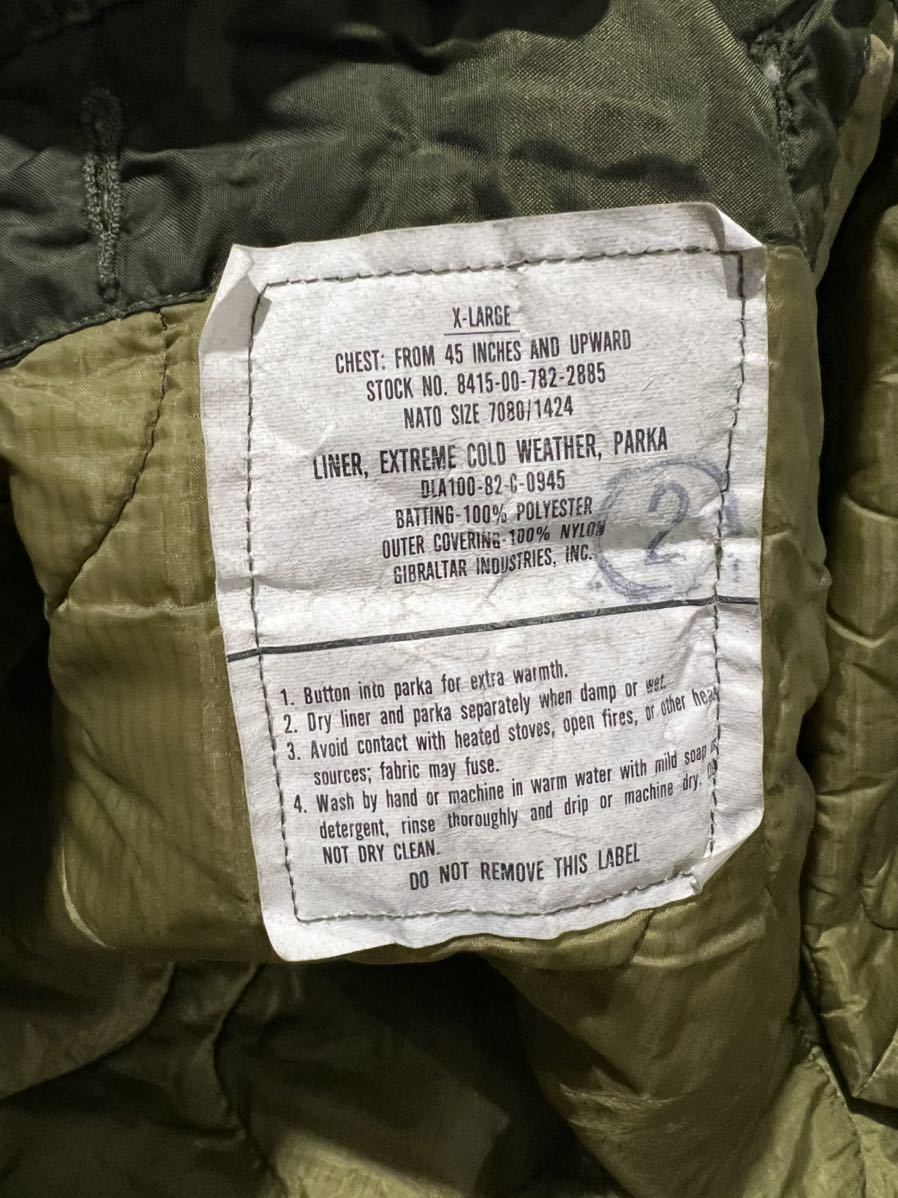 X-LARGE
CHEST: FROM 45 INCHES AND UPWARD
STOCK NO. 8415-00-782-2885
NATO SIZE 7080/1424
LINER, EXTREME COLD WEATHER, PARKA
DLA100-82-C-0945
BATTING-100% POLYESTER
OUTER COVERING-100% NYLON
GIBRALTAR INDUSTRIES, INC.
2
1. Button into parka for extra warmth.
2. Dry liner and parka separately when damp or wet.
3. Avoid contact with heated stoves, open fires, or other
sources; fabric may fuse.
4. Wash by hand or machine in warm water with mild soap
detergent, rinse thoroughly and drip or machine dry.
NOT DRY CLEAN.
DO NOT REMOVE THIS LABEL